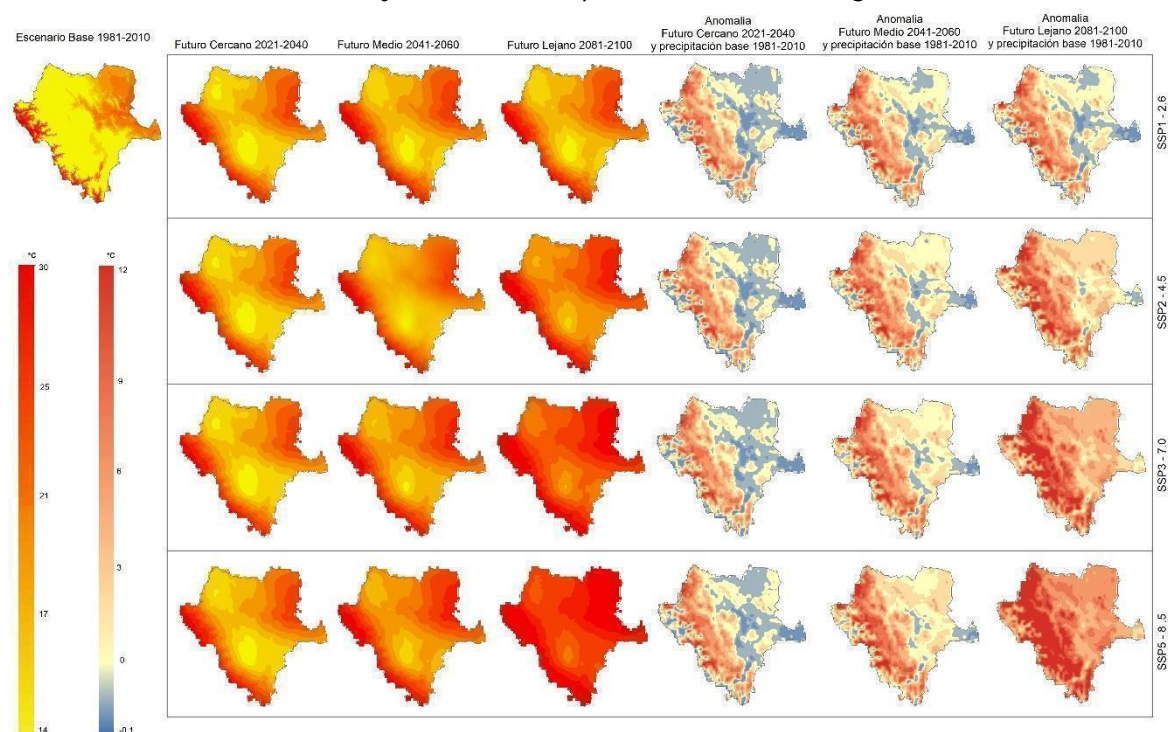 Escenario Base 1981-2010
Futuro Cercano 2021-2040
Futuro Medio 2041-2060
Futuro Lejano 2081-2100
Anomalia
Futuro Cercano 2021-2040
y precipitación base 1981-2010
Anomalia
Futuro Medio 2041-2060
y precipitación base 1981-2010
Anomalia
Futuro Lejano 2081-2100
y precipitación base 1981-2010
SSP1 - 2.6
SSP2 - 4.5
SSP3 - 7.0
SSP5 - 8.5
°c
30
25
21
17
14
°c
12
9
6
3
0
-0.1